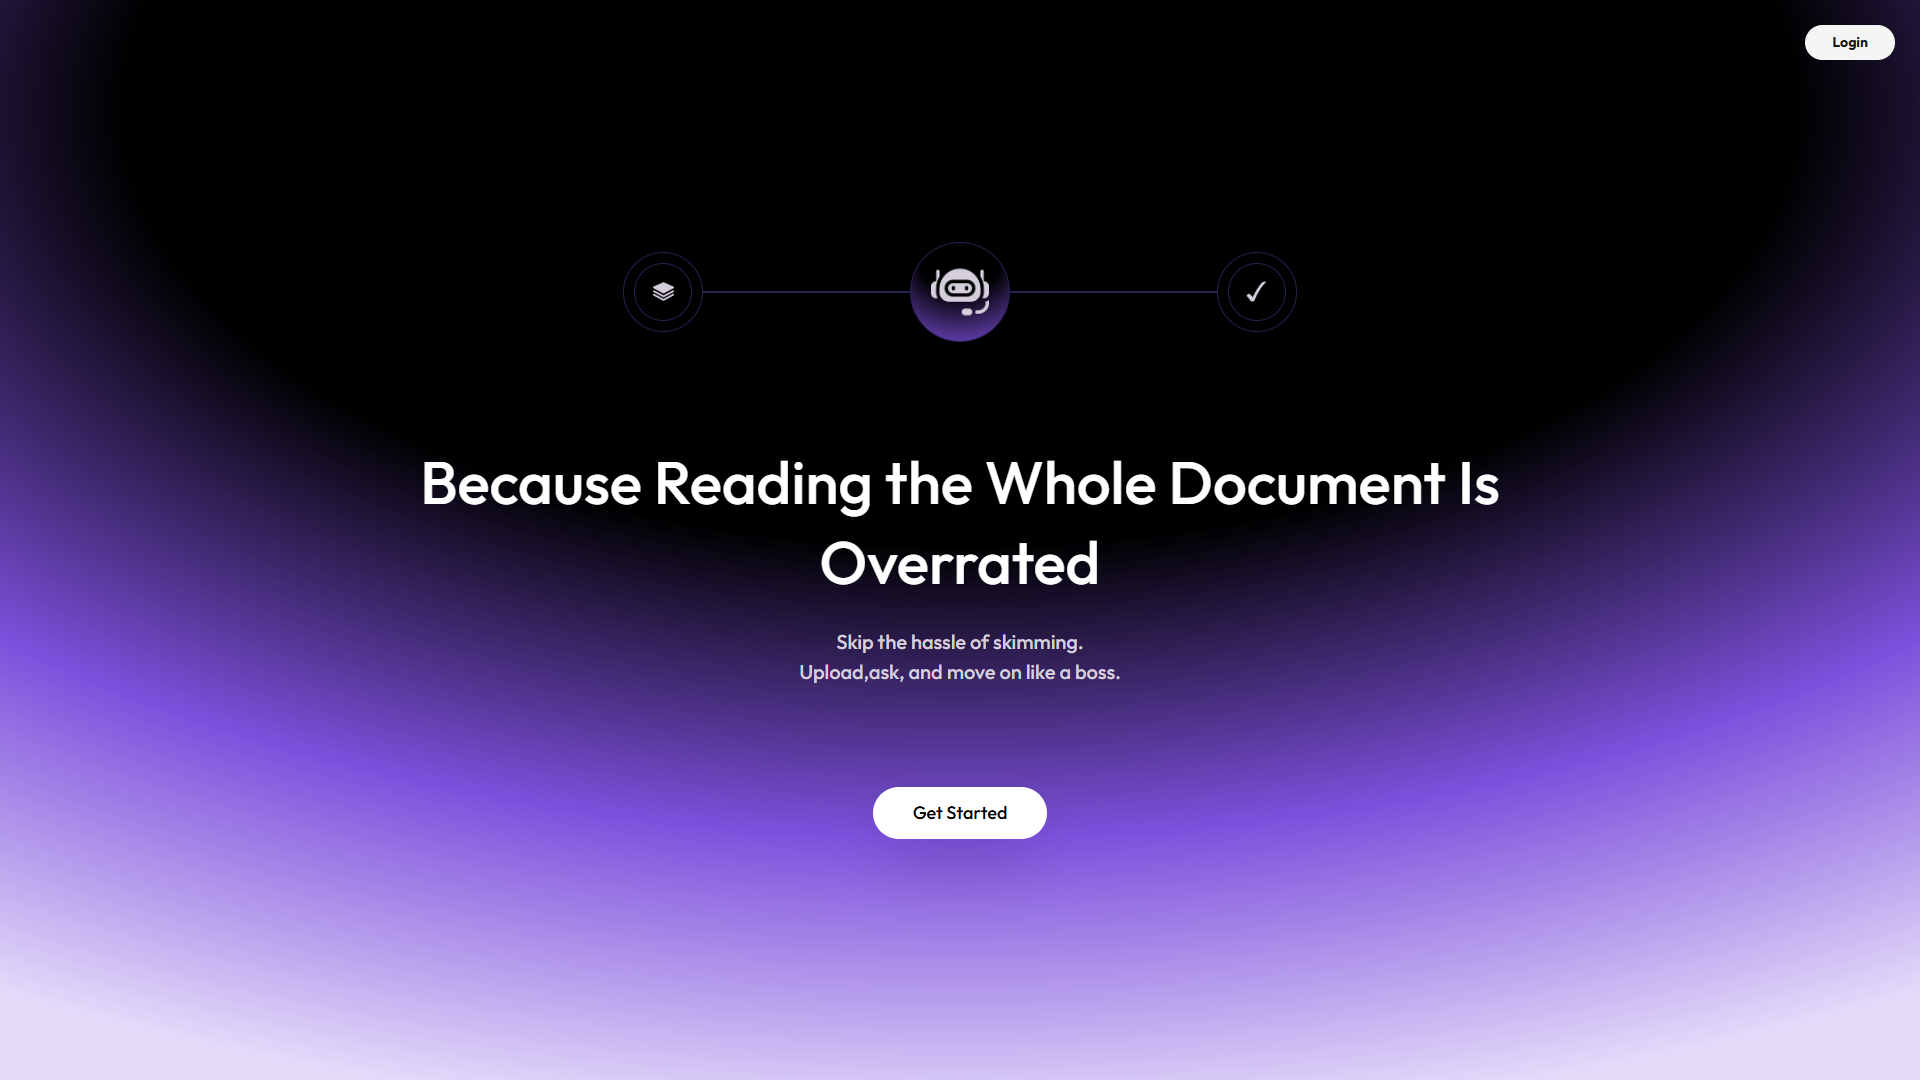 Login
Because Reading the Whole Document Is
Overrated
Skip the hassle of skimming.
Upload,ask, and move on like a boss.
Get Started